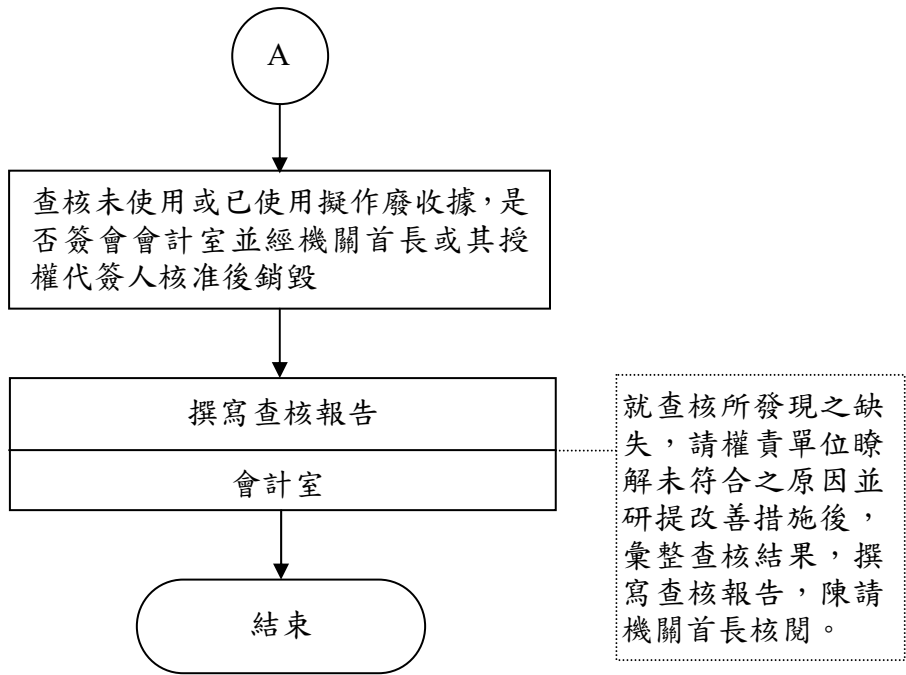 A
查核未使用或已使用擬作廢收據，是
否簽會會計室並經機關首長或其授
權代簽人核准後銷毀
撰寫查核報告
會計室
就查核所發現之缺
失，請權責單位瞭
解未符合之原因並
研提改善措施後，
彙整查核結果，撰
寫查核報告，陳請
機關首長核閱。
結束